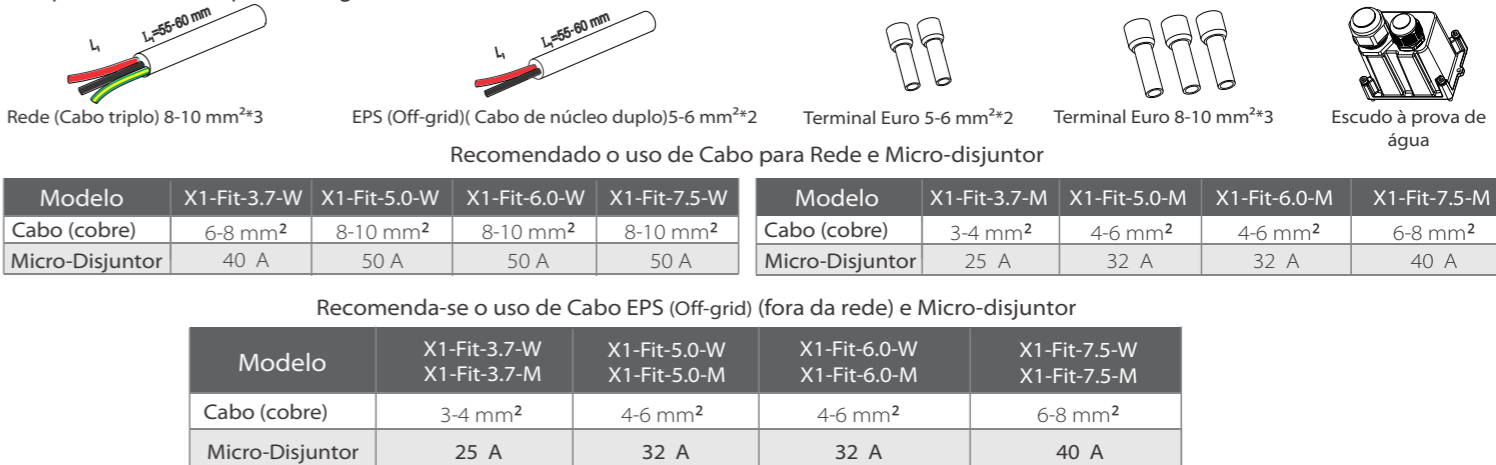 L₁ L₁=55-60 mm
L₁ L₁=55-60 mm
Rede (Cabo triplo) 8-10 mm²*3
EPS (Off-grid)( Cabo de núcleo duplo)5-6 mm²*2
Terminal Euro 5-6 mm²*2
Terminal Euro 8-10 mm²*3
Escudo à prova de
água
Recomendado o uso de Cabo para Rede e Micro-disjuntor
Modelo X1-Fit-3.7-W X1-Fit-5.0-W X1-Fit-6.0-W X1-Fit-7.5-W
Cabo (cobre) 6-8 mm² 8-10 mm² 8-10 mm² 8-10 mm²
Micro-Disjuntor 40 A 50 A 50 A 50 A
Modelo X1-Fit-3.7-M X1-Fit-5.0-M X1-Fit-6.0-M X1-Fit-7.5-M
Cabo (cobre) 3-4 mm² 4-6 mm² 4-6 mm² 6-8 mm²
Micro-Disjuntor 25 A 32 A 32 A 40 A
Recomenda-se o uso de Cabo EPS (Off-grid) (fora da rede) e Micro-disjuntor
Modelo X1-Fit-3.7-W X1-Fit-5.0-W X1-Fit-6.0-W X1-Fit-7.5-W
X1-Fit-3.7-M X1-Fit-5.0-M X1-Fit-6.0-M X1-Fit-7.5-M
Cabo (cobre) 3-4 mm² 4-6 mm² 4-6 mm² 6-8 mm²
Micro-Disjuntor 25 A 32 A 32 A 40 A